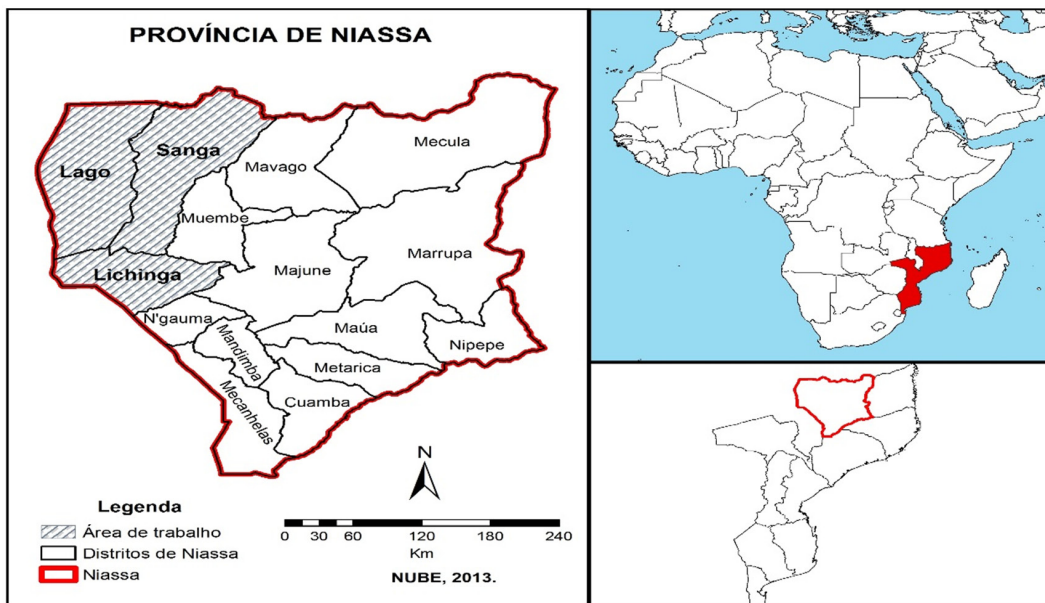 PROVÍNCIA DE NIASSA
Mecula
Sanga
Mavago
Lago
Muembe
Marrupa
Majune
Lichinga
N'gauma
Maúa
Mandimba
Nipepe
Metarica
Mecanhelas
Cuamba
N
Legenda
Área de trabalho
Distritos de Niassa
Niassa
0 30 60 120 180 240
Km
NUBE, 2013.